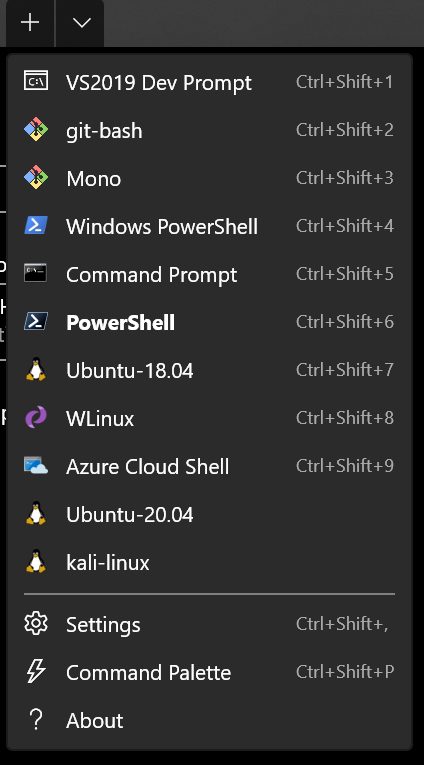 VS2019 Dev Prompt Ctrl+Shift+1
git-bash Ctrl+Shift+2
Mono Ctrl+Shift+3
Windows PowerShell Ctrl+Shift+4
Command Prompt Ctrl+Shift+5
PowerShell Ctrl+Shift+6
Ubuntu-18.04 Ctrl+Shift+7
WLinux Ctrl+Shift+8
Azure Cloud Shell Ctrl+Shift+9
Ubuntu-20.04
kali-linux
Settings Ctrl+Shift+,
Command Palette Ctrl+Shift+P
About